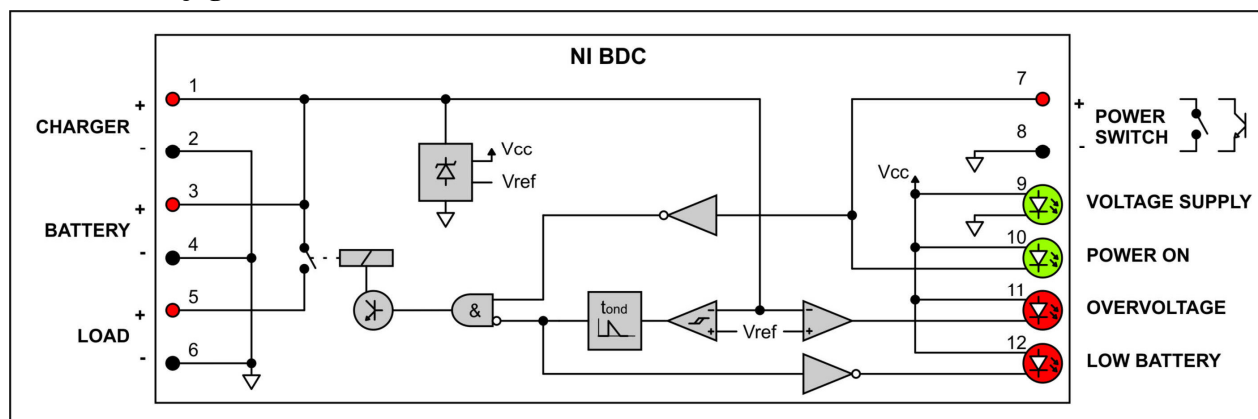 NI BDC
1
+
CHARGER
-
2
3
+
BATTERY
-
4
5
+
LOAD
-
6
Vcc
Vref
&
tond
-
+
Vref
-
+
Vcc
7
+
POWER
SWITCH
8
-
9
VOLTAGE SUPPLY
10
POWER ON
11
OVERVOLTAGE
12
LOW BATTERY